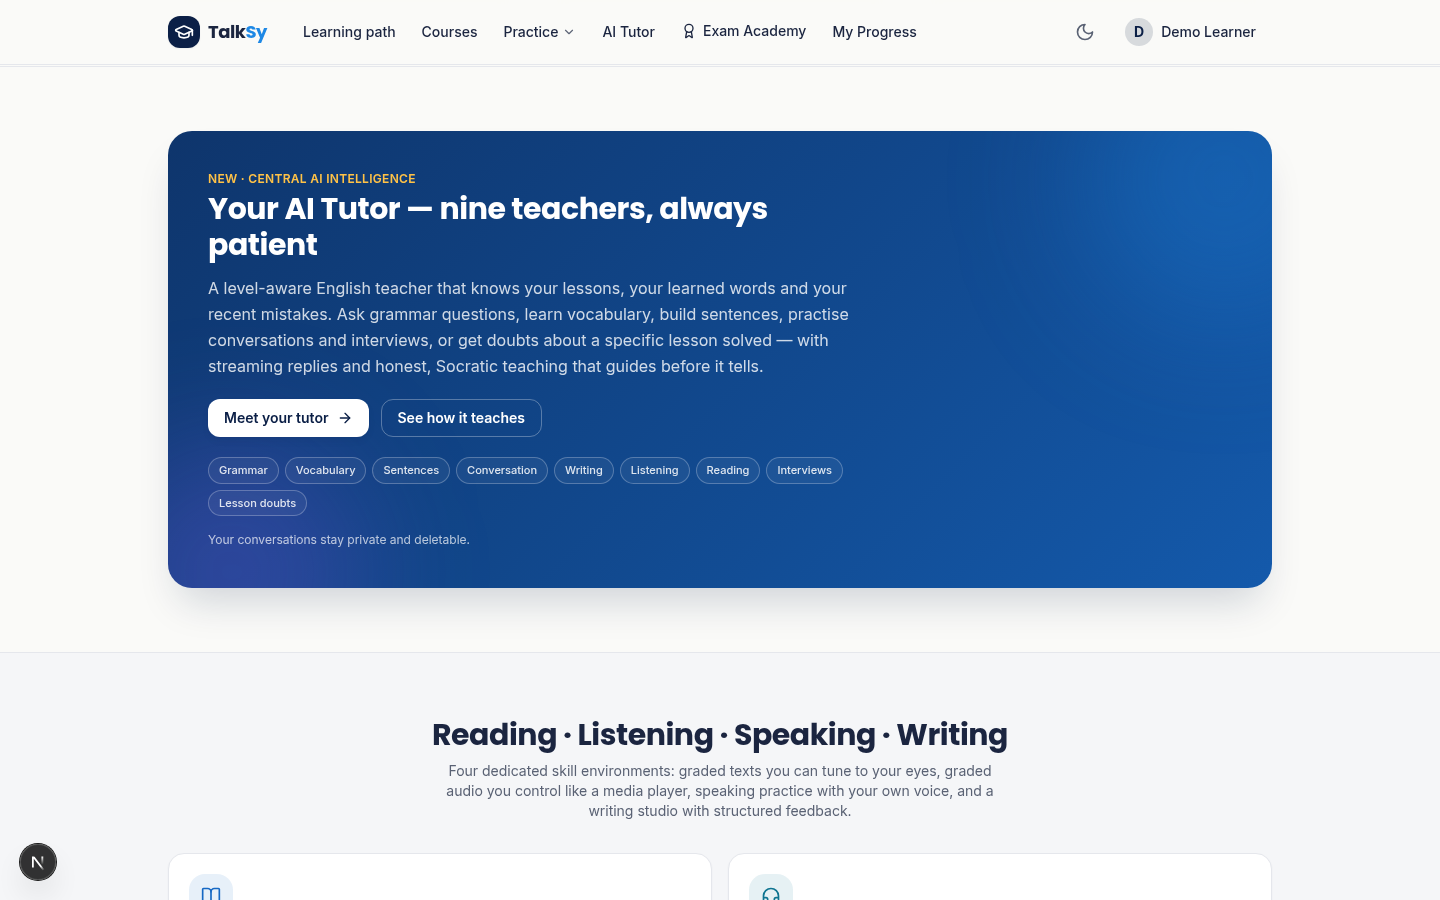 TalkSy
Learning path
Courses
Practice
AI Tutor
Exam Academy
My Progress
D
Demo Learner
NEW · CENTRAL AI INTELLIGENCE
Your AI Tutor — nine teachers, always
patient
A level-aware English teacher that knows your lessons, your learned words and your
recent mistakes. Ask grammar questions, learn vocabulary, build sentences, practise
conversations and interviews, or get doubts about a specific lesson solved — with
streaming replies and honest, Socratic teaching that guides before it tells.
Meet your tutor
See how it teaches
Grammar
Vocabulary
Sentences
Conversation
Writing
Listening
Reading
Interviews
Lesson doubts
Your conversations stay private and deletable.
Reading · Listening · Speaking · Writing
Four dedicated skill environments: graded texts you can tune to your eyes, graded
audio you control like a media player, speaking practice with your own voice, and a
writing studio with structured feedback.
N